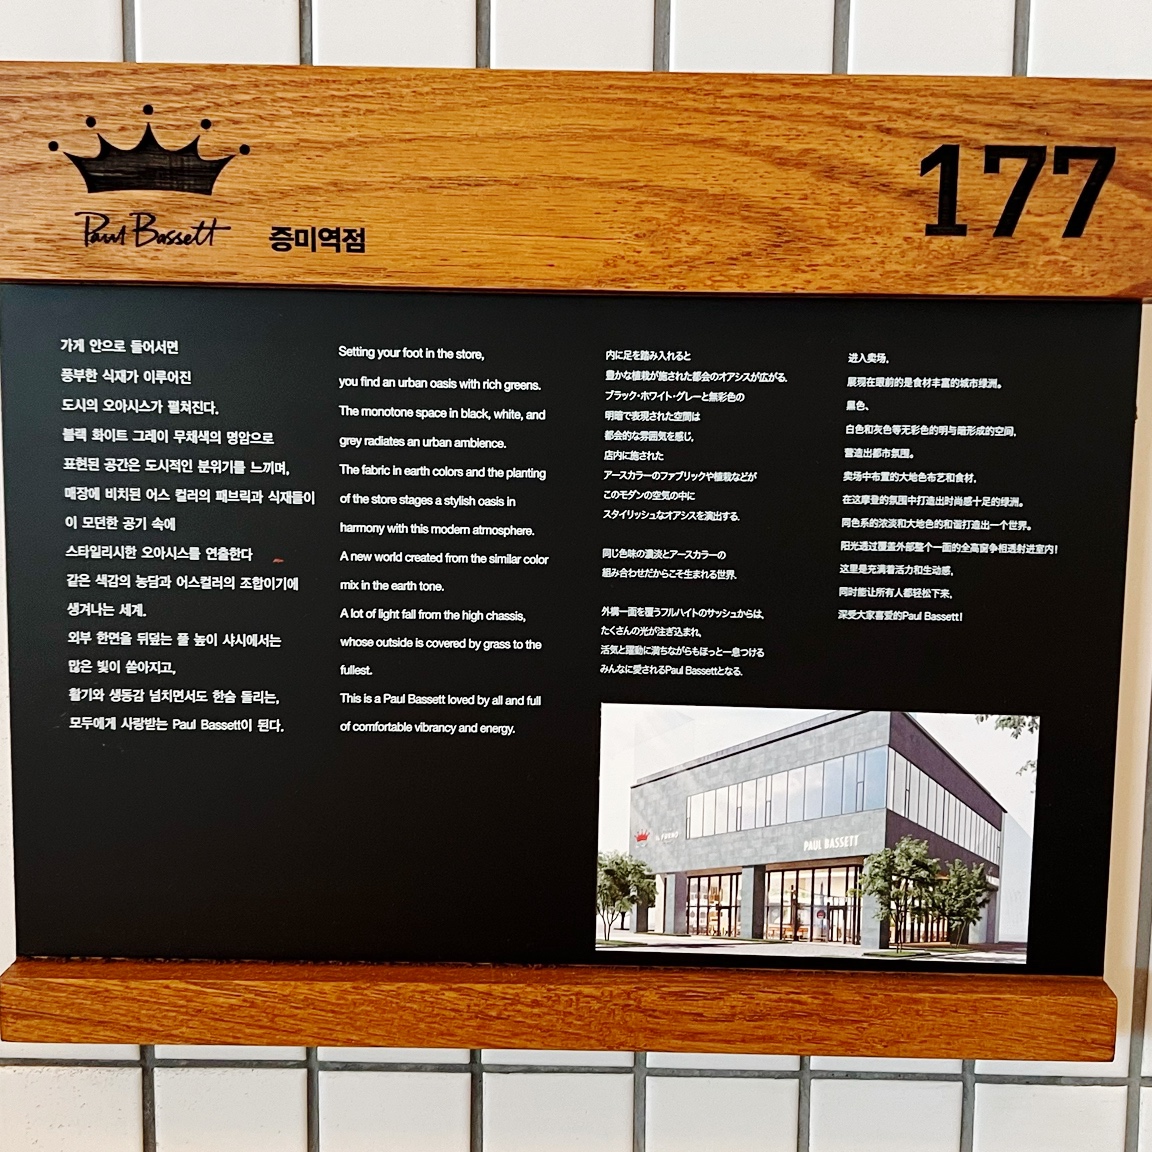 Paul Bassett 증미역점
177
가게 안으로 들어서면
풍부한 식재가 이루어진
도시의 오아시스가 펼쳐진다.
블랙 화이트 그레이 무채색의 명암으로
표현된 공간은 도시적인 분위기를 느끼며,
매장에 비치된 어스 컬러의 패브릭과 식재들이
이 모던한 공기 속에
스타일리시한 오아시스를 연출한다
같은 색감의 농담과 어스컬러의 조합이기에
생겨나는 세계.
외부 한면을 뒤덮는 풀 높이 샤시에서는
많은 빛이 쏟아지고,
활기와 생동감 넘치면서도 한숨 돌리는,
모두에게 사랑받는 Paul Bassett이 된다.
Setting your foot in the store,
you find an urban oasis with rich greens.
The monotone space in black, white, and
grey radiates an urban ambience.
The fabric in earth colors and the planting
of the store stages a stylish oasis in
harmony with this modern atmosphere.
A new world created from the similar color
mix in the earth tone.
A lot of light fall from the high chassis,
whose outside is covered by grass to the
fullest.
This is a Paul Bassett loved by all and full
of comfortable vibrancy and energy.
内に足を踏み入れると
豊かな植栽が施された都会のオアシスが広がる.
ブラック·ホワイト·グレーと無彩色の
明暗で表現された空間は
都会的な雰囲気を感じ,
店内に施された
アースカラーのファブリックや植栽などが
このモダンの空気の中に
スタイリッシュなオアシスを演出する.
同じ色味の濃淡とアースカラーの
組み合わせだからこそ生まれる世界.
外構一面を覆うフルハイトのサッシュからは,
たくさんの光が注ぎ込まれ,
活気と躍動に満ちながらもほっと一息つける
みんなに愛されるPaul Bassettとなる.
进入卖场,
展现在眼前的是食材丰富的城市绿洲。
黑色、
白色和灰色等无彩色的明与暗形成的空间,
营造出都市氛围。
卖场中布置的大地色布艺和食材,
在这摩登的氛围中打造出时尚感十足的绿洲。
同色系的浓淡和大地色的和谐打造出一个世界。
阳光透过覆盖外部整个一面的全高窗争相透射进室内!
这里是充满着活力和生动感,
同时能让所有人都轻松下来,
深受大家喜爱的Paul Bassett!
PAUL BASSETT